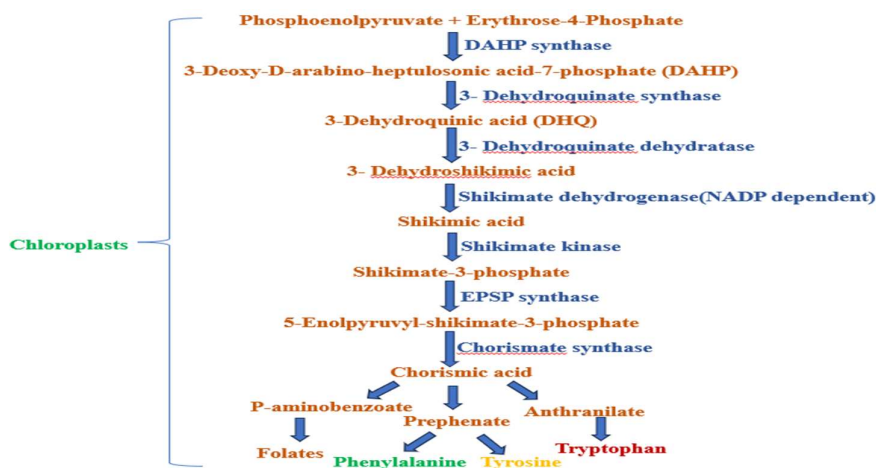 Phosphoenolpyruvate + Erythrose-4-Phosphate
DAHP synthase
3-Deoxy-D-arabino-heptulosonic acid-7-phosphate (DAHP)
3- Dehydroquinate synthase
3-Dehydroquinic acid (DHQ)
3- Dehydroquinate dehydratase
3- Dehydroshikimic acid
Shikimate dehydrogenase(NADP dependent)
Shikimic acid
Chloroplasts
Shikimate kinase
Shikimate-3-phosphate
EPSP synthase
5-Enolpyruvyl-shikimate-3-phosphate
Chorismate synthase
Chorismic acid
P-aminobenzoate
Prephenate
Anthranilate
Folates
Phenylalanine
Tyrosine
Tryptophan